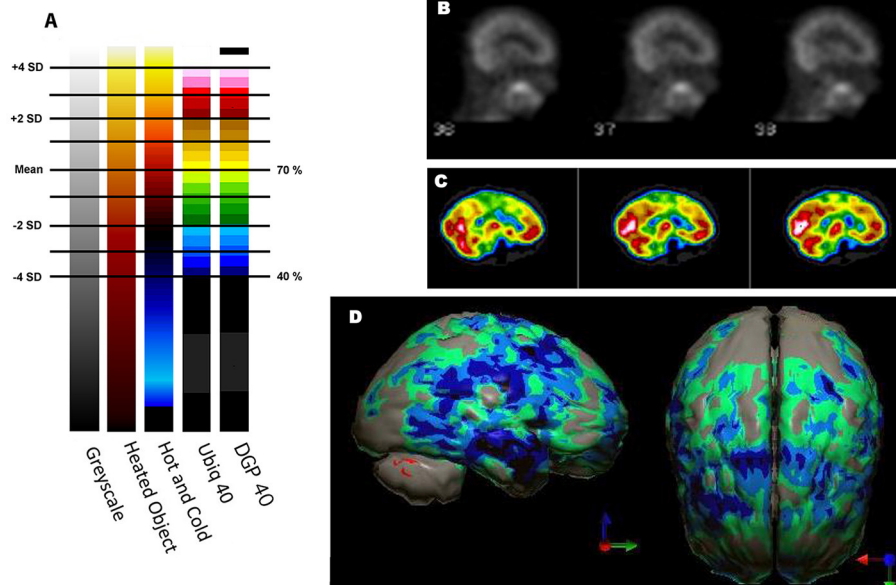 A
+4 SD
+2 SD
Mean
-2 SD
-4 SD
70 %
40 %
Greyscale
Heated Object
Hot and Cold
Ubiq 40
DGP 40
B
37
C
D